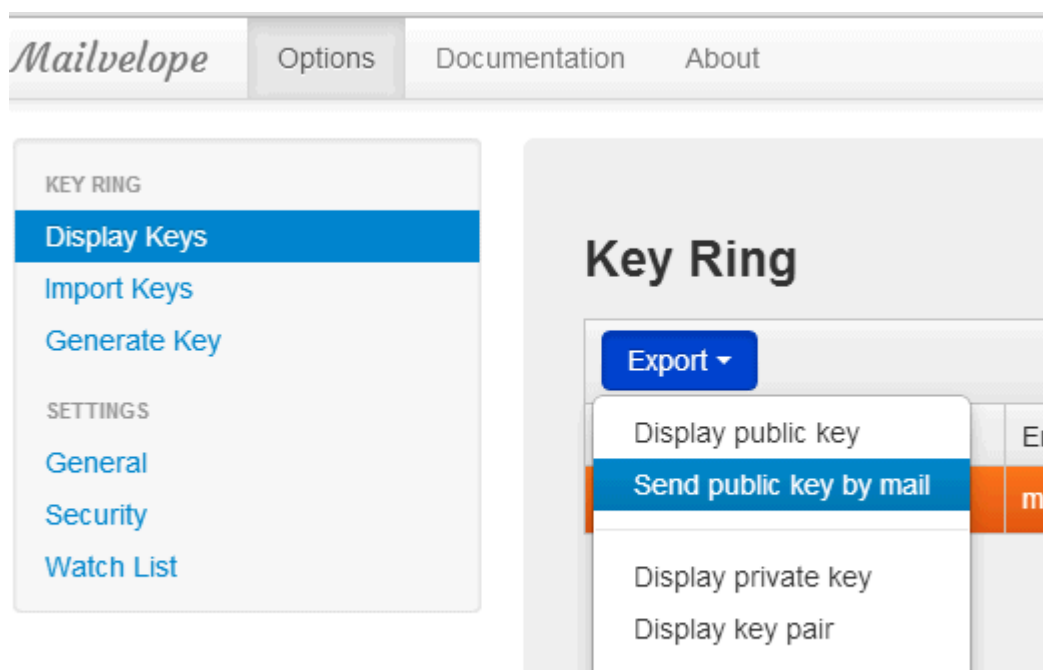 Mailvelope Options Documentation About
KEY RING
Display Keys
Import Keys
Generate Key
SETTINGS
General
Security
Watch List
Key Ring
Export
Display public key
Send public key by mail
Display private key
Display key pair